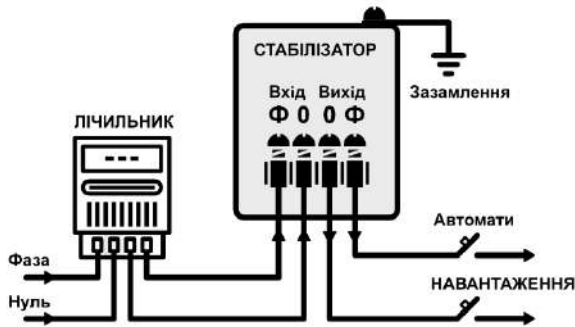 СТАБІЛІЗАТОР
Вхід Вихід
Ф 0 0 Ф
Зазамлення
ЛІЧИЛЬНИК
Фаза
Нуль
Автомати
НАВАНТАЖЕННЯ